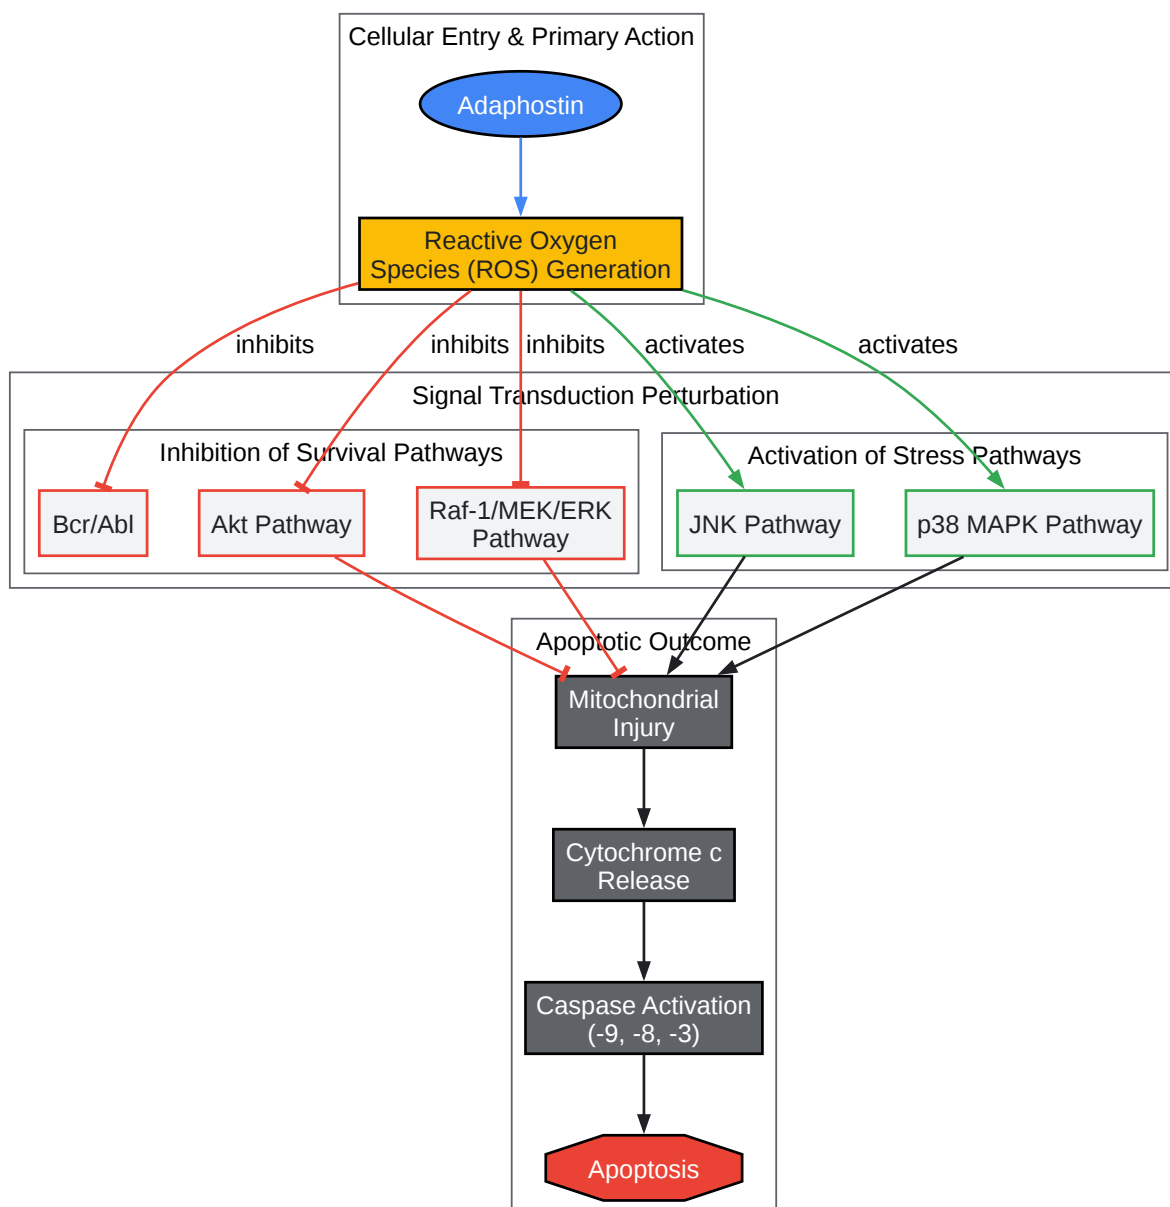 Cellular Entry & Primary Action
Adaphostin
Reactive Oxygen
Species (ROS) Generation
inhibits
inhibits
inhibits
activates
activates
Signal Transduction Perturbation
Inhibition of Survival Pathways
Activation of Stress Pathways
Bcr/Abl
Akt Pathway
Raf-1/MEK/ERK
Pathway
JNK Pathway
p38 MAPK Pathway
Apoptotic Outcome
Mitochondrial
Injury
Cytochrome c
Release
Caspase Activation
(-9, -8, -3)
Apoptosis